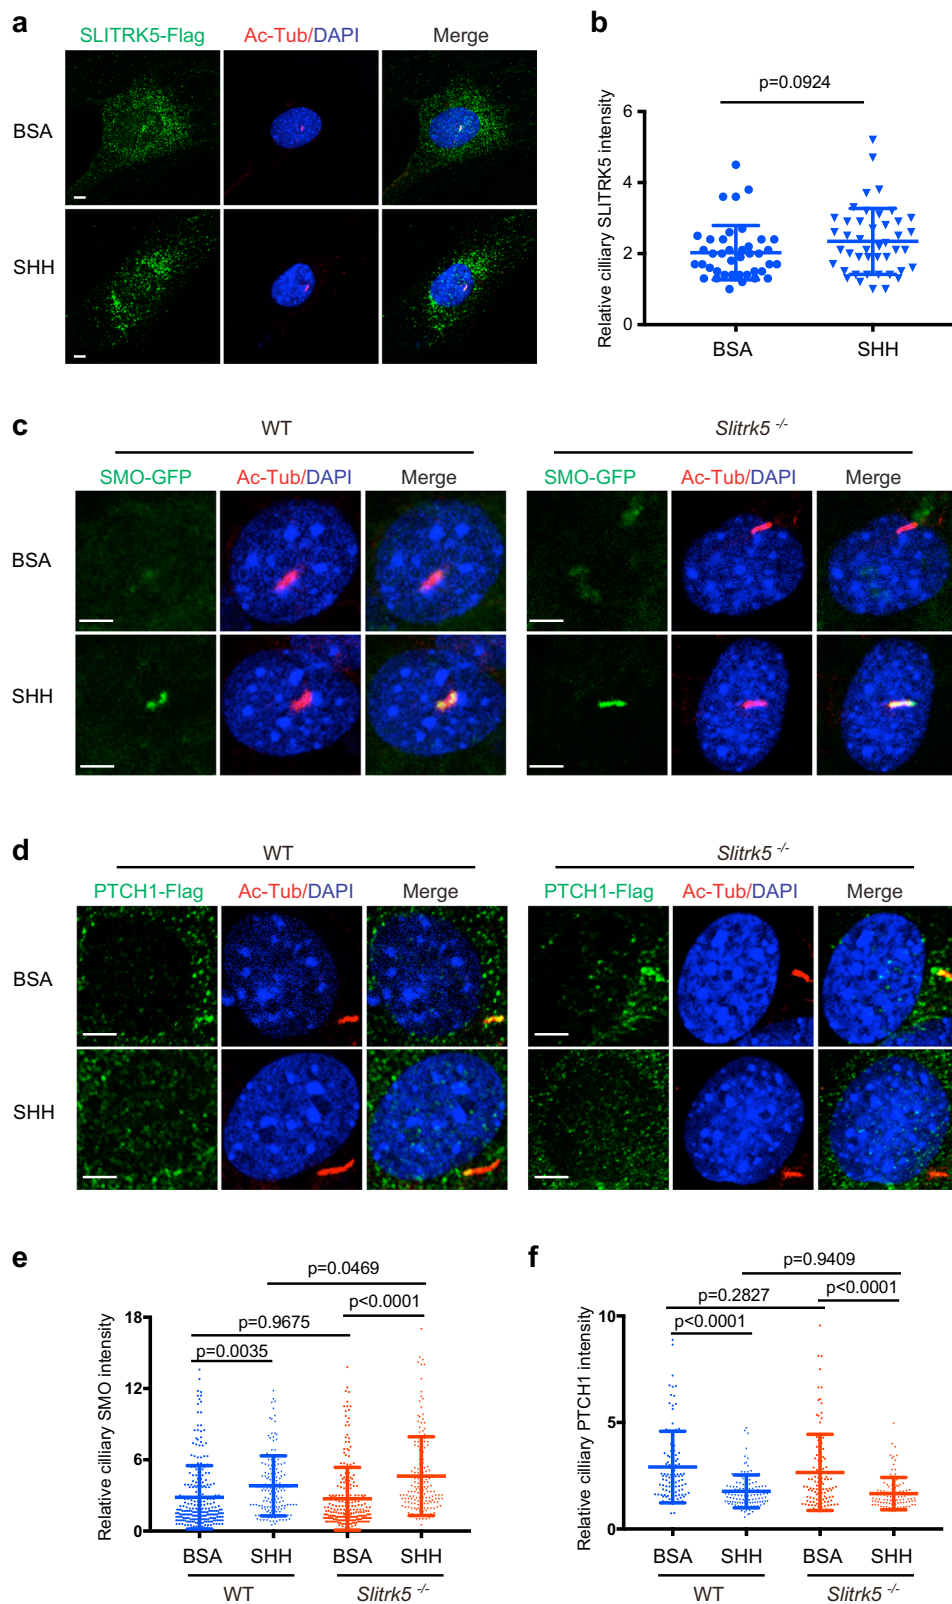 a
SLITRK5-Flag Ac-Tub/DAPI Merge
BSA
SHH
b
p=0.0924
Relative cilliary SLITRK5 intensity
6
4
2
0
BSA SHH
c
WT Slitrk5 -/-
SMO-GFP Ac-Tub/DAPI Merge SMO-GFP Ac-Tub/DAPI Merge
BSA
SHH
d
WT Slitrk5 -/-
PTCH1-Flag Ac-Tub/DAPI Merge PTCH1-Flag Ac-Tub/DAPI Merge
BSA
SHH
e
p=0.0469
p<0.0001
p=0.9675
p=0.0035
Relative cilliary SMO intensity
18
12
6
0
BSA SHH BSA SHH
WT Slitrk5 -/-
f
p=0.9409
p<0.0001
p=0.2827
p<0.0001
Relative cilliary PTCH1 intensity
10
5
0
BSA SHH BSA SHH
WT Slitrk5 -/-